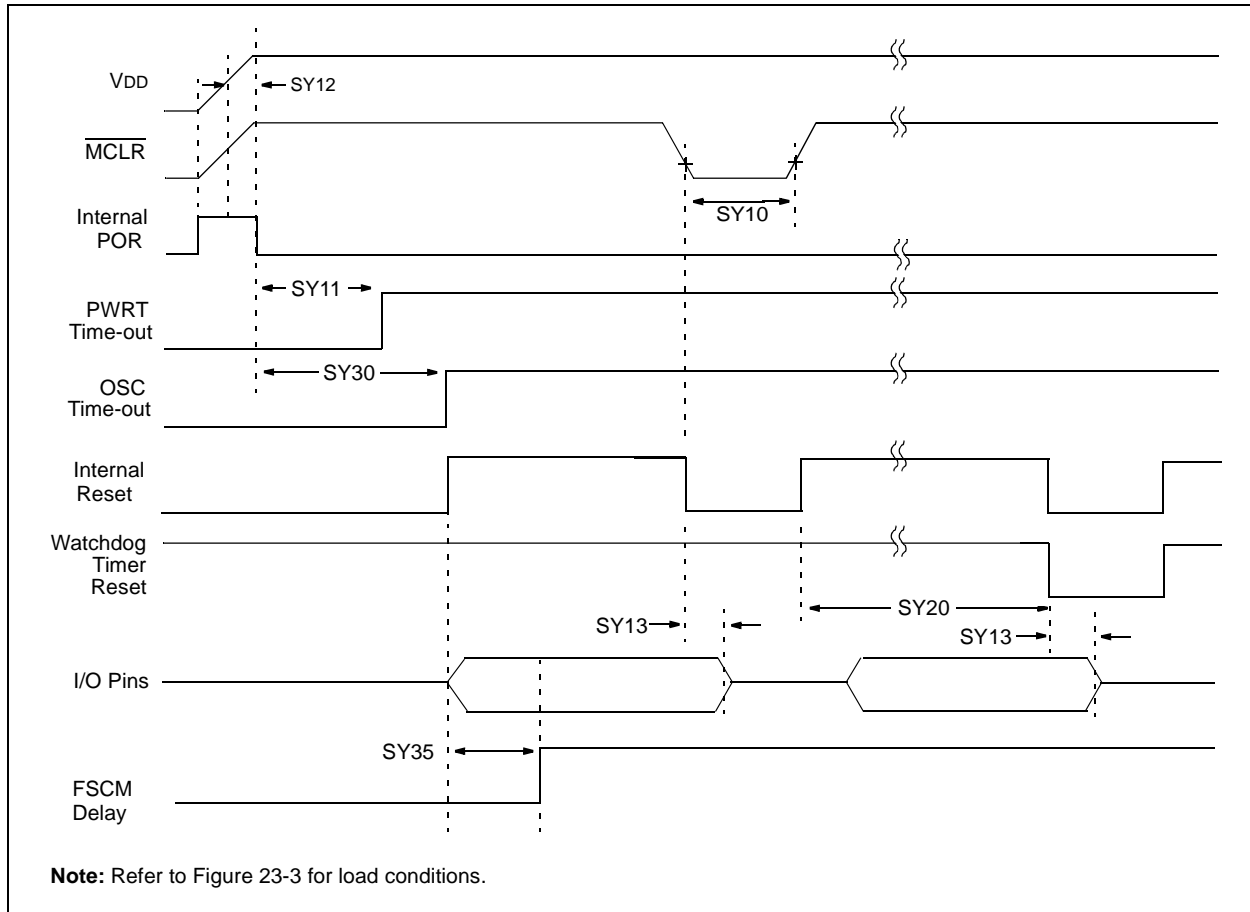 VDD
SY12
MCLR
SY10
Internal
POR
SY11
PWRT
Time-out
SY30
OSC
Time-out
Internal
Reset
Watchdog
Timer
Reset
SY20
SY13
SY13
I/O Pins
SY35
FSCM
Delay
Note: Refer to Figure 23-3 for load conditions.